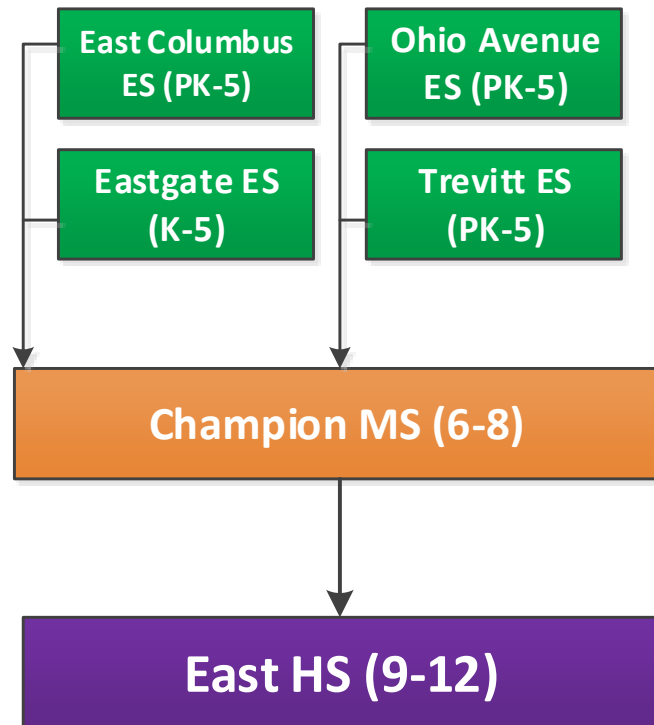 East Columbus
ES (PK-5)
Ohio Avenue
ES (PK-5)
Eastgate ES
(K-5)
Trevitt ES
(PK-5)
Champion MS (6-8)
East HS (9-12)